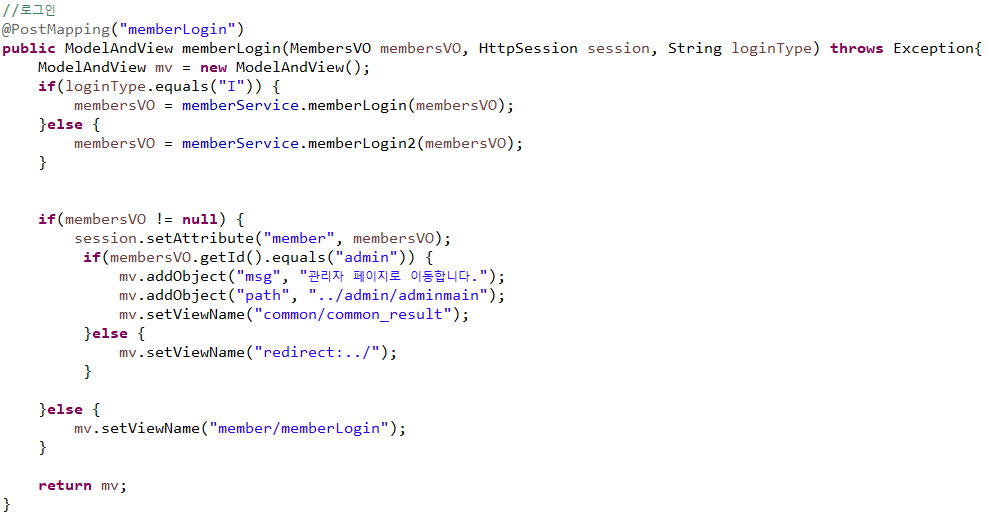 //로그인
@PostMapping("memberLogin")
public ModelAndView memberLogin(MembersVO membersVO, HttpSession session, String loginType) throws Exception{
    ModelAndView mv = new ModelAndView();
    if(loginType.equals("I")) {
        membersVO = memberService.memberLogin(membersVO);
    }else {
        membersVO = memberService.memberLogin2(membersVO);
    }
    if(membersVO != null) {
        session.setAttribute("member", membersVO);
         if(membersVO.getId().equals("admin")) {
             mv.addObject("msg", "관리자 페이지로 이동합니다.");
             mv.addObject("path", "../admin/adminmain");
             mv.setViewName("common/common_result");
         }else {
             mv.setViewName("redirect:../");
         }
    }else {
        mv.setViewName("member/memberLogin");
    }
    return mv;
}